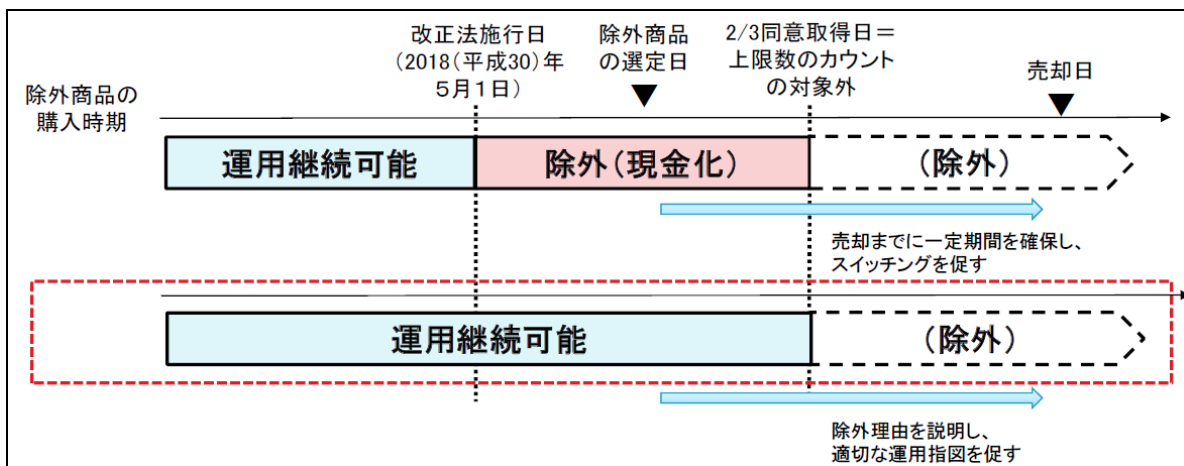 改正法施行日
(2018(平成30)年
5月1日)
除外商品
の選定日
▼
2/3同意取得日＝
上限数のカウント
の対象外
売却日
▼
除外商品の
購入時期
運用継続可能
除外(現金化)
(除外)
売却までに一定期間を確保し、
スイッチングを促す
運用継続可能
(除外)
除外理由を説明し、
適切な運用指図を促す